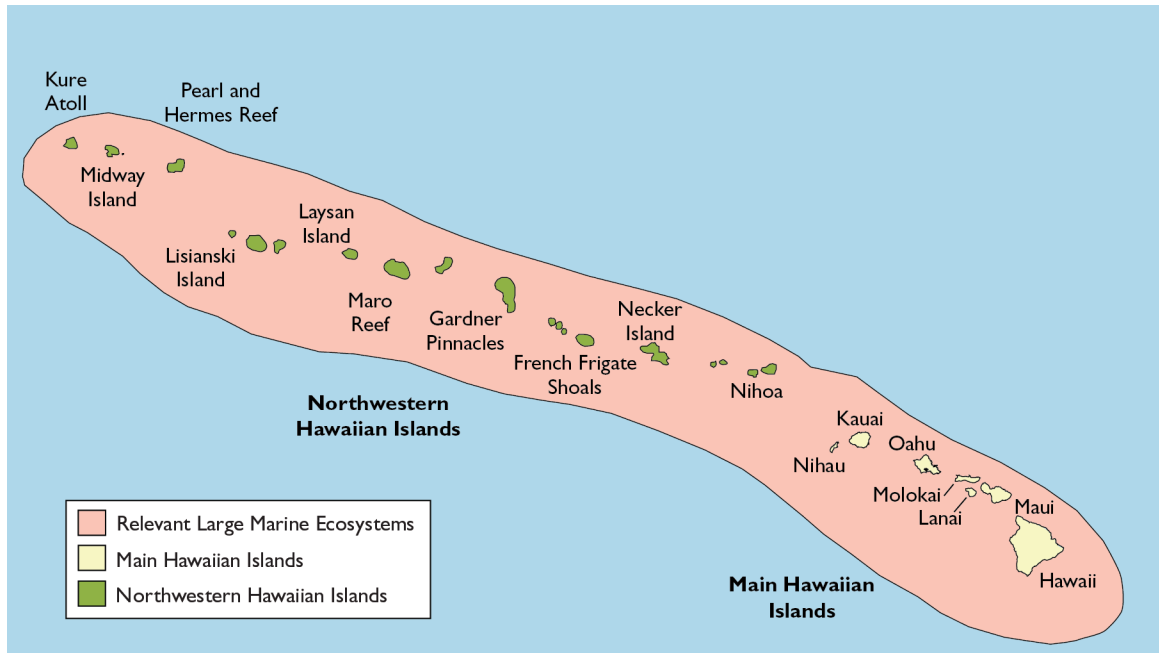 Kure
Atoll
Pearl and
Hermes Reef
Midway
Island
Laysan
Island
Lisianski
Island
Maro
Reef
Gardner
Pinnacles
Necker
Island
French Frigate
Shoals
Nihoa
Northwestern
Hawaiian Islands
Kauai
Oahu
Nihau
Molokai
Lanai
Maui
Hawaii
Main Hawaiian
Islands
Relevant Large Marine Ecosystems
Main Hawaiian Islands
Northwestern Hawaiian Islands